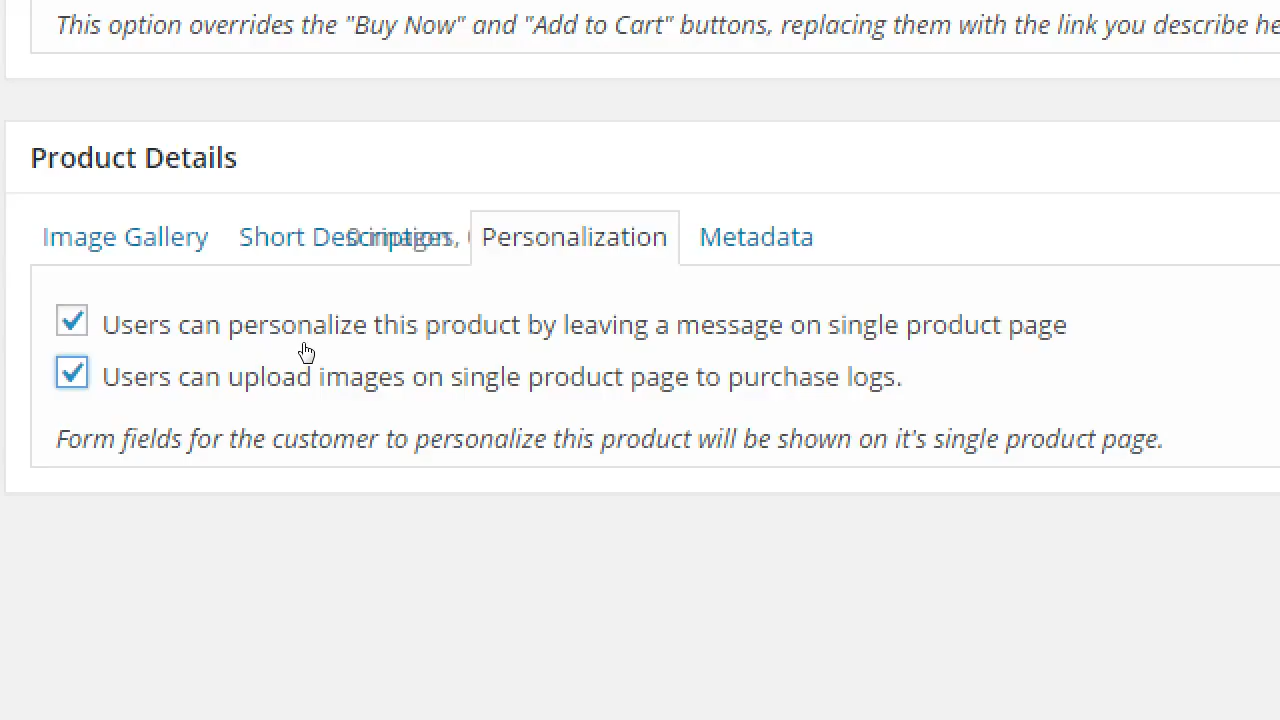 This option overrides the "Buy Now" and "Add to Cart" buttons, replacing them with the link you describe
Product Details
Image Gallery Short Description Personalization Metadata
Users can personalize this product by leaving a message on single product page
Users can upload images on single product page to purchase logs.
Form fields for the customer to personalize this product will be shown on it's single product page.